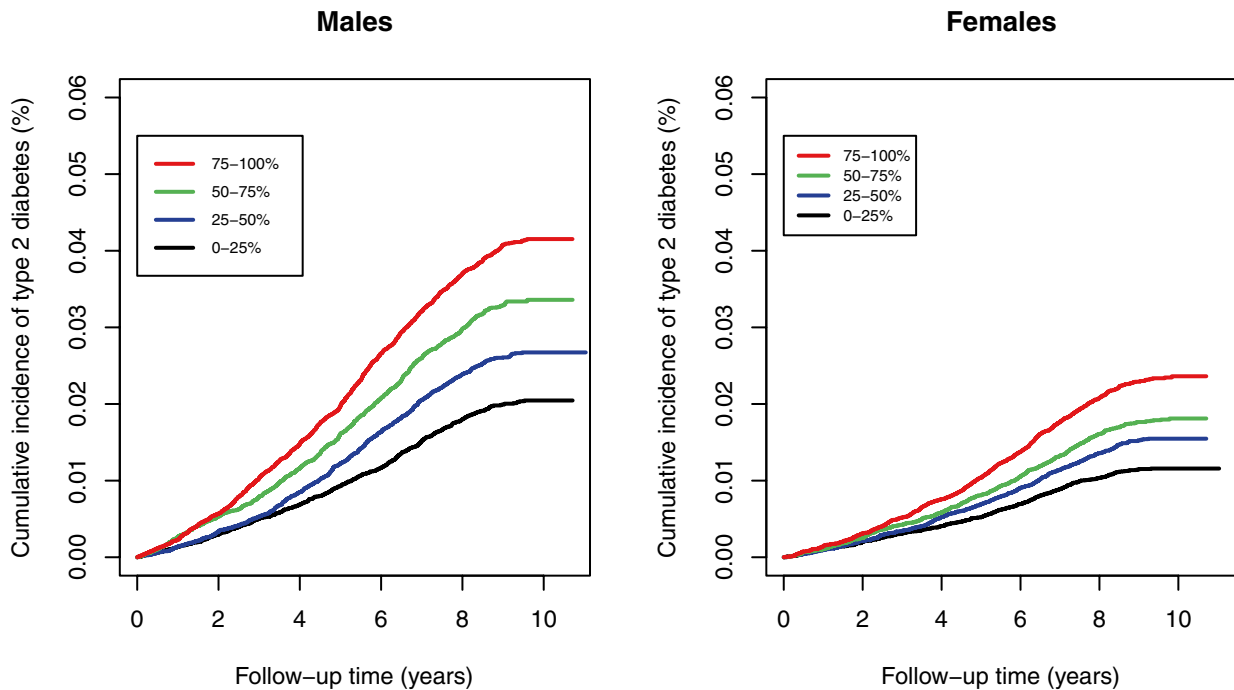 Males
Cumulative incidence of type 2 diabetes (%)
0.06
0.05
0.04
0.03
0.02
0.01
0.00
75−100%
50−75%
25−50%
0−25%
0 2 4 6 8 10
Follow−up time (years)
Females
Cumulative incidence of type 2 diabetes (%)
0.06
0.05
0.04
0.03
0.02
0.01
0.00
75−100%
50−75%
25−50%
0−25%
0 2 4 6 8 10
Follow−up time (years)